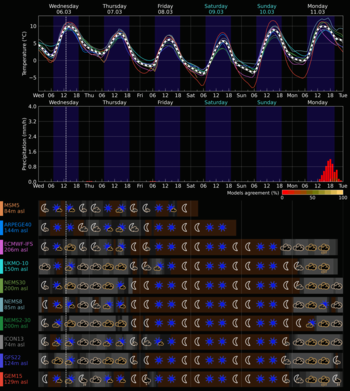 Wednesday Thursday Friday Saturday Sunday Monday
06.03 07.03 08.03 09.03 10.03 11.03
Temperature (°C)
10
5
0
−5
Wed 06 12 18 Thu 06 12 18 Fri 06 12 18 Sat 06 12 18 Sun 06 12 18 Mon 06 12 18 Tue
Wednesday Thursday Friday Saturday Sunday Monday
Precipitation (mm/h)
4.0
3.2
2.4
1.6
0.8
0.0
Wed 06 12 18 Thu 06 12 18 Fri 06 12 18 Sat 06 12 18 Sun 06 12 18 Mon 06 12 18 Tue
Models agreement (%)
0 50 100
MSM5
84m asl
ARPEGE40
144m asl
ECMWF-IFS
206m asl
UKMO-10
150m asl
NEMS30
200m asl
NEMS8
85m asl
NEMS2-30
ICON13
74m asl
GFS22
124m asl
GEM15
129m asl